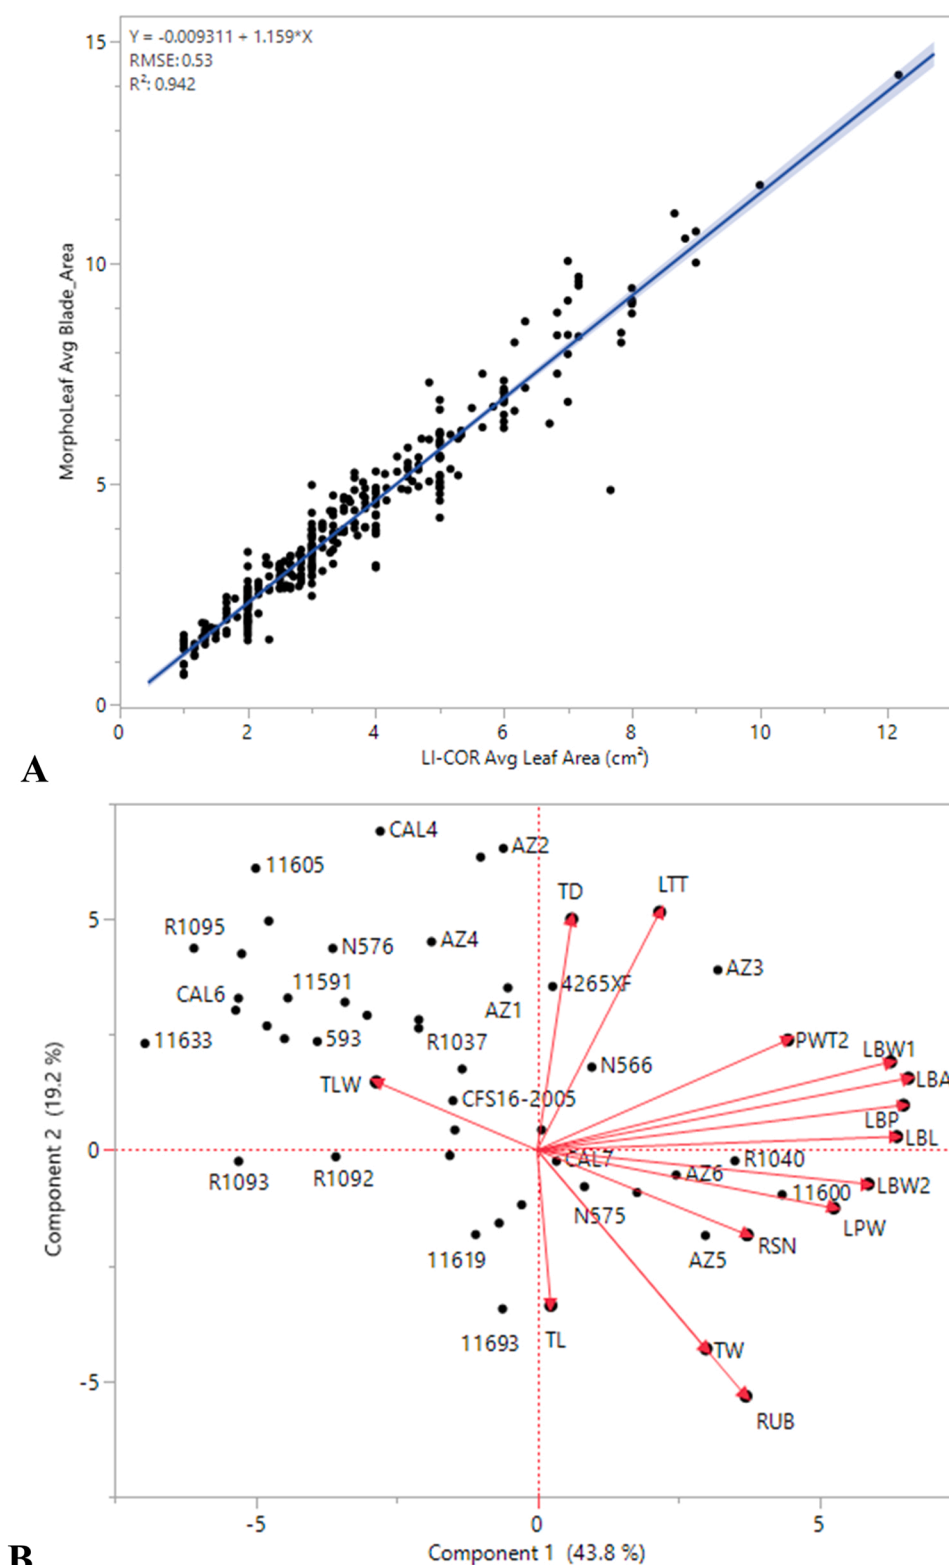 Y = -0.009311 + 1.159*X
RMSE: 0.53
R²: 0.942
15
10
5
0
MorphoLeaf Avg Blade_Area
0 2 4 6 8 10 12
LI-COR Avg Leaf Area (cm²)
A
CAL4
AZ2
11605
TD
LTT
5
R1095
N576
AZ4
AZ3
4265XF
11591
CAL6
AZ1
11633
593
R1037
PWT2
LBW1
N566
LBA
TLW
CFS16-2005
LBP
LBL
0
CAL7
R1040
R1093
R1092
AZ6
11600
LBW2
N575
LPW
RSN
11619
AZ5
11693
TL
TW
-5
RUB
Component 2 (19.2 %)
-5 0 5
Component 1 (43.8 %)
B